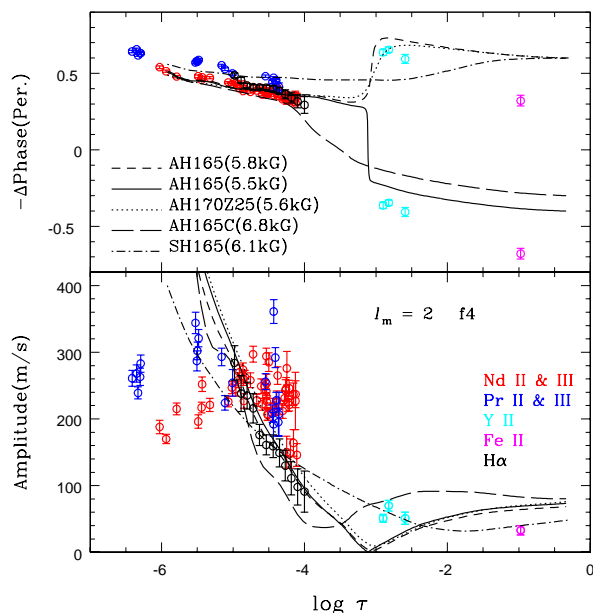 −ΔPhase(Per.)
0.5
0
−0.5
AH165(5.8kG)
AH165(5.5kG)
AH170Z25(5.6kG)
AH165C(6.8kG)
SH165(6.1kG)
Amplitude(m/s)
400
300
200
100
0
lm = 2 f4
Nd II & III
Pr II & III
Y II
Fe II
Hα
-6 -4 -2 0
log τ